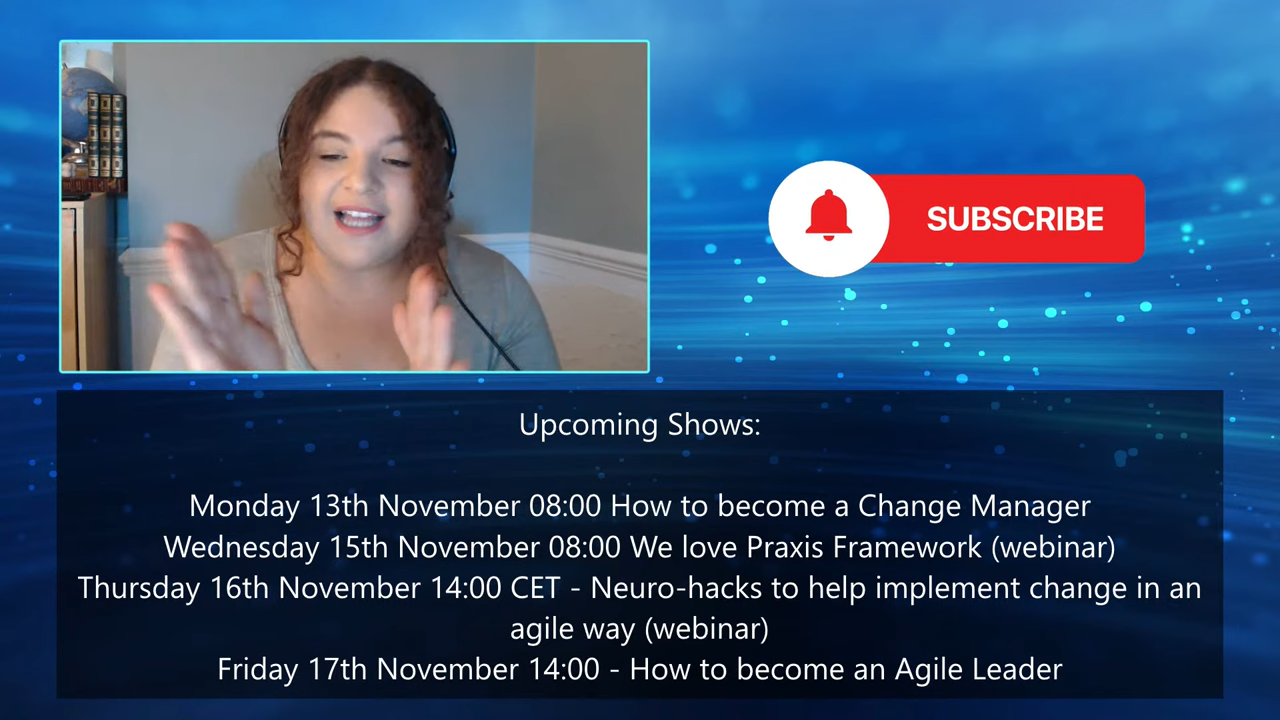 SUBSCRIBE
Upcoming Shows:
Monday 13th November 08:00 How to become a Change Manager
Wednesday 15th November 08:00 We love Praxis Framework (webinar)
Thursday 16th November 14:00 CET - Neuro-hacks to help implement change in an
agile way (webinar)
Friday 17th November 14:00 - How to become an Agile Leader